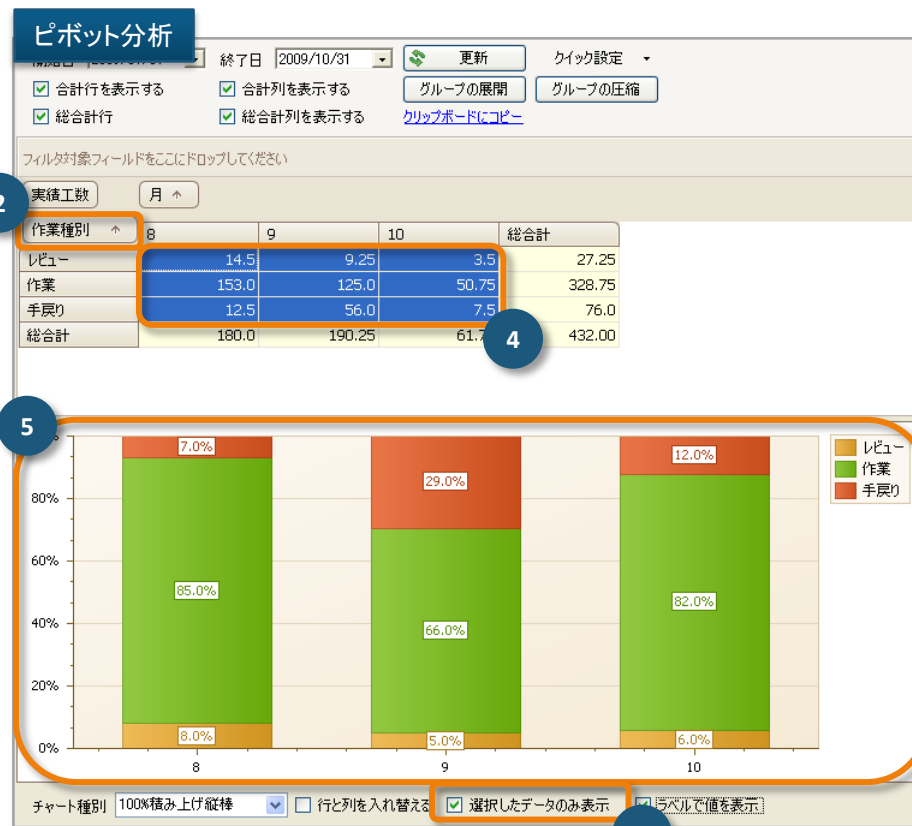 ピボット分析
終了日 2009/10/31 更新 クイック設定
合計行を表示する 合計列を表示する グループの展開 グループの圧縮
総合計行 総合計列を表示する クリップボードにコピー
フィルタ対象フィールドをここにドロップしてください
実績工数 月
2
作業種別 8 9 10 総合計
レビュー 14.5 9.25 3.5 27.25
作業 153.0 125.0 50.75 328.75
手戻り 12.5 56.0 7.5 76.0
総合計 180.0 190.25 432.00
4
5
7.0% 29.0% 12.0%
85.0% 66.0% 82.0%
8.0% 5.0% 6.0%
80%
60%
40%
20%
0%
8 9 10
レビュー
作業
手戻り
チャート種別 100%積み上げ縦棒 行と列を入れ替える 選択したデータのみ表示 ラベルで値を表示